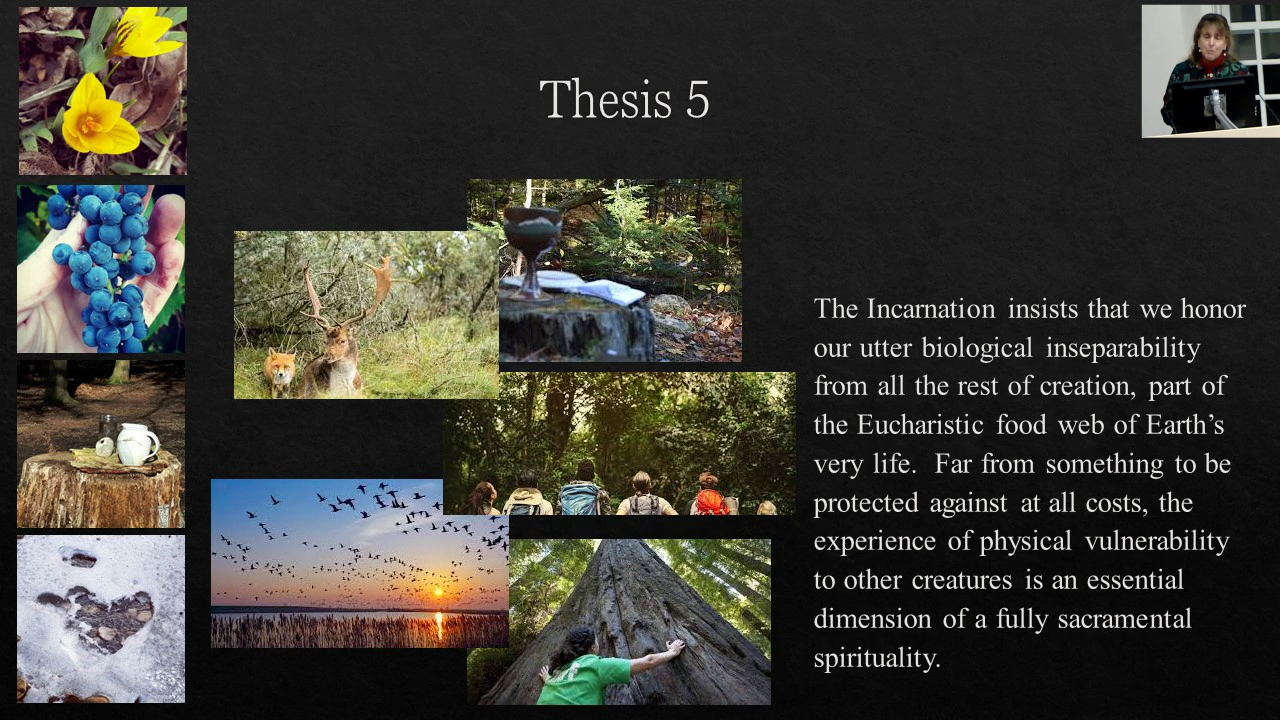 Thesis 5
The Incarnation insists that we honor
our utter biological inseparability
from all the rest of creation, part of
the Eucharistic food web of Earth’s
very life.  Far from something to be
protected against at all costs, the
experience of physical vulnerability
to other creatures is an essential
dimension of a fully sacramental
spirituality.